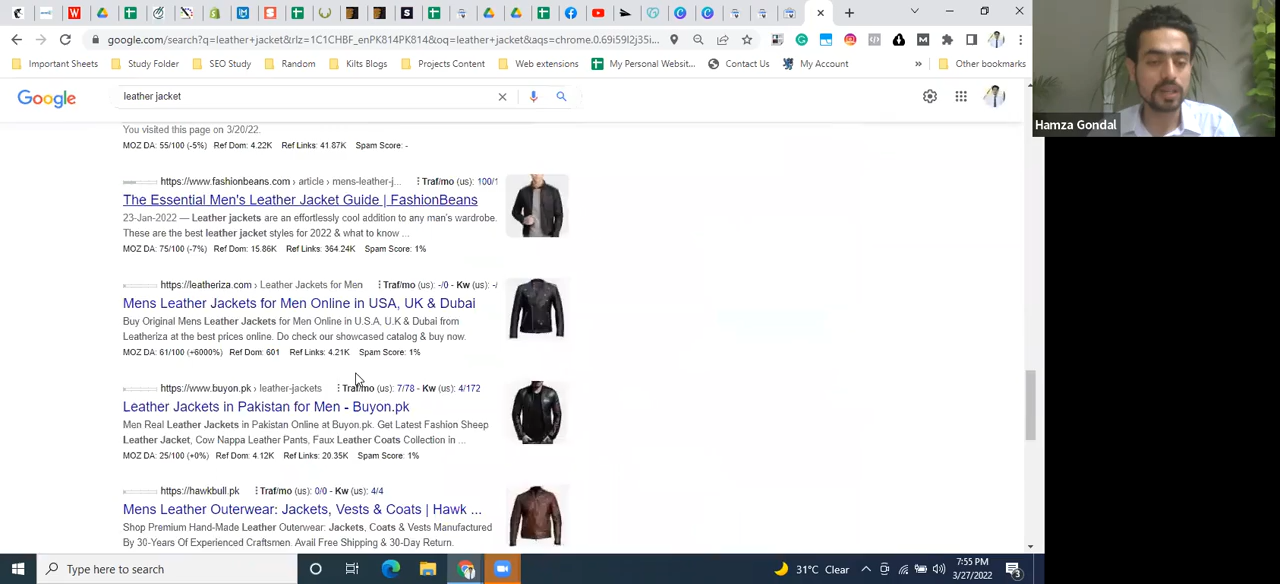 google.com/search?q=leather+jacket&rlz=1C1CHBF_enPK814PK814&oq=leather+jacket&aqs=chrome.0.69i59l2j35i...
Important Sheets
Study Folder
SEO Study
Random
Kilts Blogs
Projects Content
Web extensions
My Personal Websit...
Contact Us
My Account
»
Other bookmarks
Google
leather jacket
Hamza Gondal
You visited this page on 3/20/22.
MOZ DA: 55/100 (-5%) Ref Dom: 4.22K Ref Links: 41.87K Spam Score: -
https://www.fashionbeans.com › article › mens-leather-j... Traf/mo (us): 100/1
The Essential Men's Leather Jacket Guide | FashionBeans
23-Jan-2022 — Leather jackets are an effortlessly cool addition to any man's wardrobe.
These are the best leather jacket styles for 2022 & what to know ...
MOZ DA: 75/100 (-7%) Ref Dom: 15.86K Ref Links: 364.24K Spam Score: 1%
https://leatheriza.com › Leather Jackets for Men Traf/mo (us): -/0 - Kw (us): -/
Mens Leather Jackets for Men Online in USA, UK & Dubai
Buy Original Mens Leather Jackets for Men Online in U.S.A, U.K & Dubai from
Leatheriza at the best prices online. Do check our showcased catalog & buy now.
MOZ DA: 61/100 (+6000%) Ref Dom: 601 Ref Links: 4.21K Spam Score: 1%
https://www.buyon.pk › leather-jackets Traf/mo (us): 7/78 - Kw (us): 4/172
Leather Jackets in Pakistan for Men - Buyon.pk
Men Real Leather Jackets in Pakistan Online at Buyon.pk. Get Latest Fashion Sheep
Leather Jacket, Cow Nappa Leather Pants, Faux Leather Coats Collection in ...
MOZ DA: 25/100 (+0%) Ref Dom: 4.12K Ref Links: 20.35K Spam Score: 1%
https://hawkbull.pk Traf/mo (us): 0/0 - Kw (us): 4/4
Mens Leather Outerwear: Jackets, Vests & Coats | Hawk ...
Shop Premium Hand-Made Leather Outerwear: Jackets, Coats & Vests Manufactured
By 30-Years Of Experienced Craftsmen. Avail Free Shipping & 30-Day Return.
Type here to search
31°C Clear
7:55 PM
3/27/2022
3